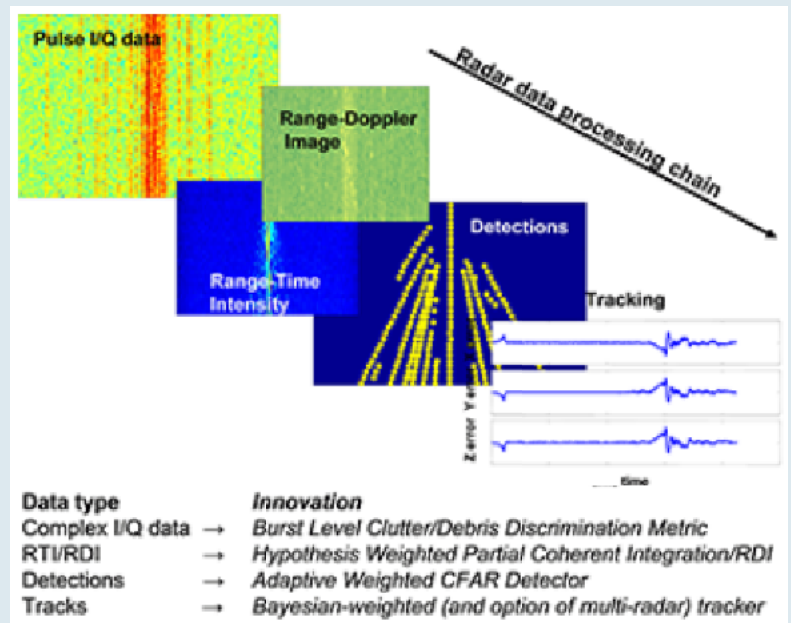 Pulse I/Q data
Radar data processing chain
Range-Doppler
Image
Range-Time
Intensity
Detections
Tracking
Y error
Z error
time
Data type Innovation
Complex I/Q data → Burst Level Clutter/Debris Discrimination Metric
RTI/RDI → Hypothesis Weighted Partial Coherent Integration/RDI
Detections → Adaptive Weighted CFAR Detector
Tracks → Bayesian-weighted (and option of multi-radar) tracker